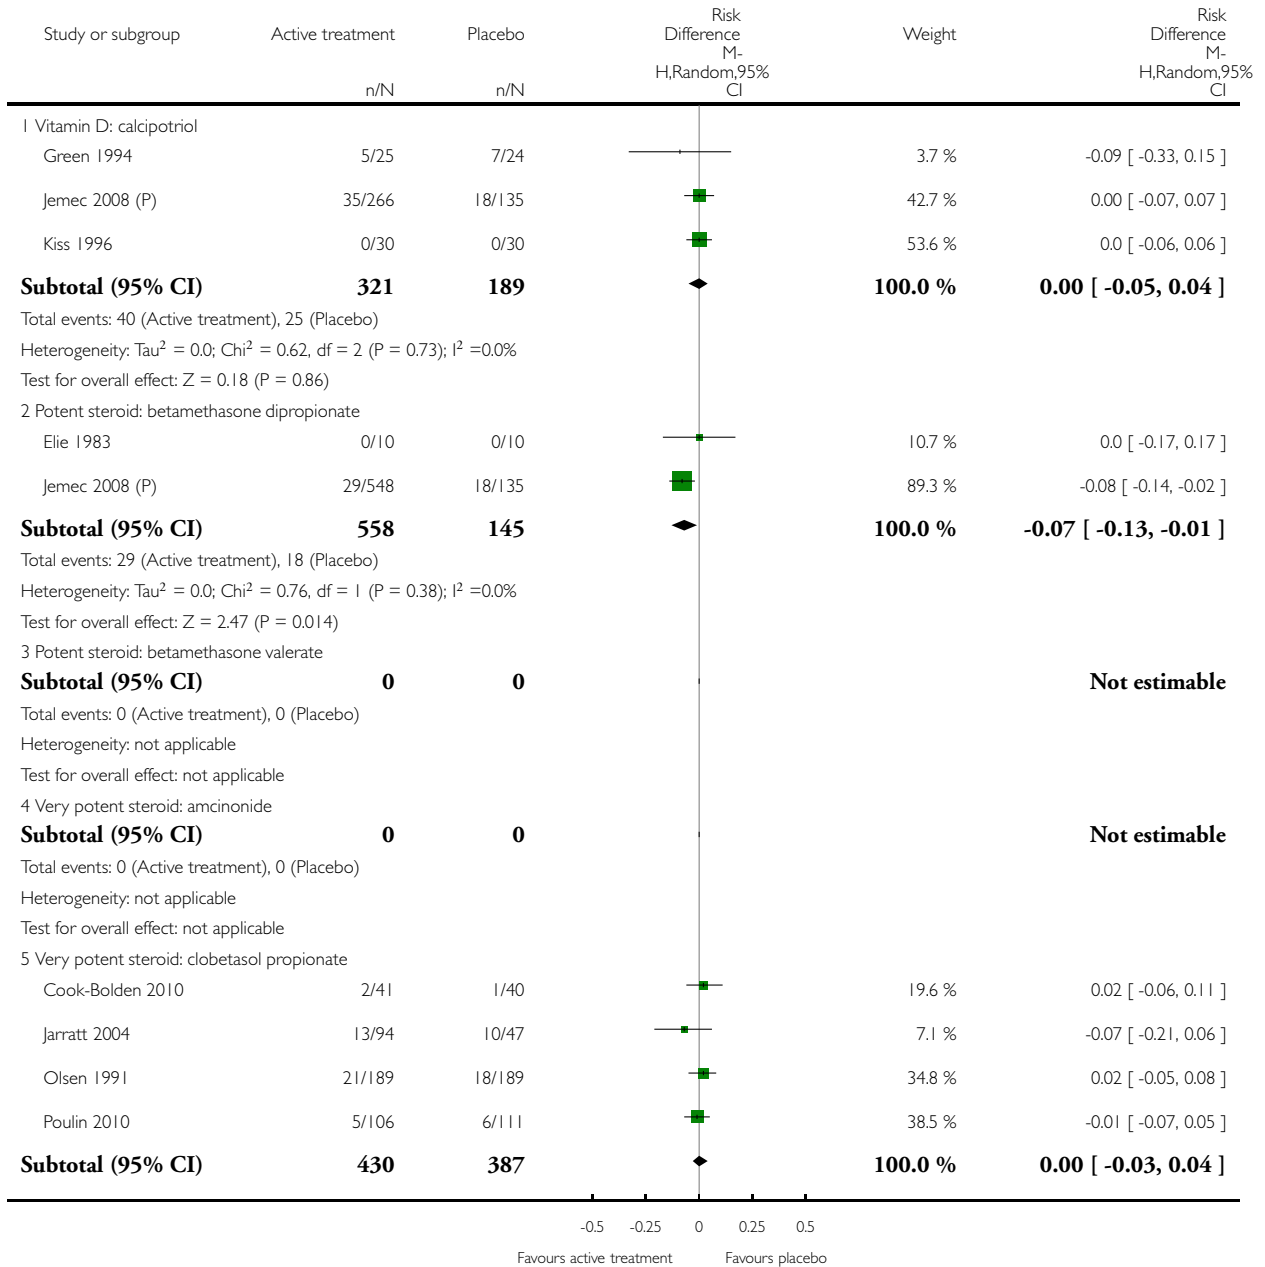 Study or subgroup Active treatment Placebo Risk Difference M-H,Random,95% CI Weight Risk Difference M-H,Random,95% CI
n/N n/N
1 Vitamin D: calcipotriol
Green 1994 5/25 7/24 3.7 % -0.09 [ -0.33, 0.15 ]
Jemec 2008 (P) 35/266 18/135 42.7 % 0.00 [ -0.07, 0.07 ]
Kiss 1996 0/30 0/30 53.6 % 0.0 [ -0.06, 0.06 ]
Subtotal (95% CI) 321 189 100.0 % 0.00 [ -0.05, 0.04 ]
Total events: 40 (Active treatment), 25 (Placebo)
Heterogeneity: Tau² = 0.0; Chi² = 0.62, df = 2 (P = 0.73); I² =0.0%
Test for overall effect: Z = 0.18 (P = 0.86)
2 Potent steroid: betamethasone dipropionate
Elie 1983 0/10 0/10 10.7 % 0.0 [ -0.17, 0.17 ]
Jemec 2008 (P) 29/548 18/135 89.3 % -0.08 [ -0.14, -0.02 ]
Subtotal (95% CI) 558 145 100.0 % -0.07 [ -0.13, -0.01 ]
Total events: 29 (Active treatment), 18 (Placebo)
Heterogeneity: Tau² = 0.0; Chi² = 0.76, df = 1 (P = 0.38); I² =0.0%
Test for overall effect: Z = 2.47 (P = 0.014)
3 Potent steroid: betamethasone valerate
Subtotal (95% CI) 0 0 Not estimable
Total events: 0 (Active treatment), 0 (Placebo)
Heterogeneity: not applicable
Test for overall effect: not applicable
4 Very potent steroid: amcinonide
Subtotal (95% CI) 0 0 Not estimable
Total events: 0 (Active treatment), 0 (Placebo)
Heterogeneity: not applicable
Test for overall effect: not applicable
5 Very potent steroid: clobetasol propionate
Cook-Bolden 2010 2/41 1/40 19.6 % 0.02 [ -0.06, 0.11 ]
Jarratt 2004 13/94 10/47 7.1 % -0.07 [ -0.21, 0.06 ]
Olsen 1991 21/189 18/189 34.8 % 0.02 [ -0.05, 0.08 ]
Poulin 2010 5/106 6/111 38.5 % -0.01 [ -0.07, 0.05 ]
Subtotal (95% CI) 430 387 100.0 % 0.00 [ -0.03, 0.04 ]
-0.5 -0.25 0 0.25 0.5
Favours active treatment Favours placebo